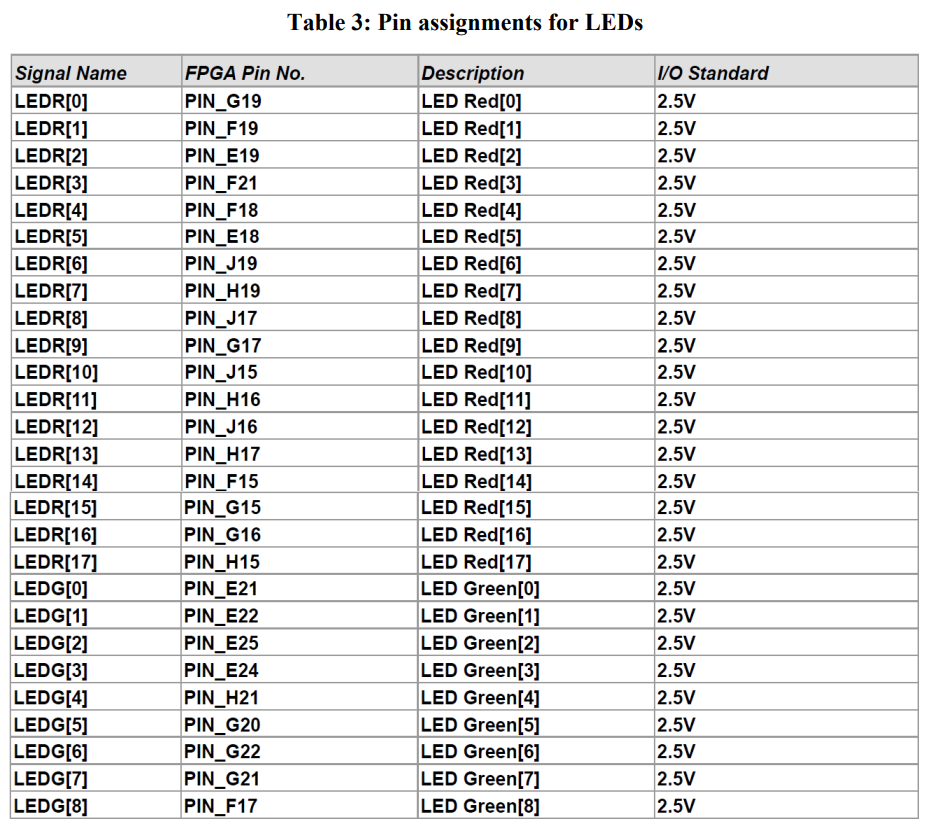 Table 3: Pin assignments for LEDs
Signal Name FPGA Pin No. Description I/O Standard
LEDR[0] PIN_G19 LED Red[0] 2.5V
LEDR[1] PIN_F19 LED Red[1] 2.5V
LEDR[2] PIN_E19 LED Red[2] 2.5V
LEDR[3] PIN_F21 LED Red[3] 2.5V
LEDR[4] PIN_F18 LED Red[4] 2.5V
LEDR[5] PIN_E18 LED Red[5] 2.5V
LEDR[6] PIN_J19 LED Red[6] 2.5V
LEDR[7] PIN_H19 LED Red[7] 2.5V
LEDR[8] PIN_J17 LED Red[8] 2.5V
LEDR[9] PIN_G17 LED Red[9] 2.5V
LEDR[10] PIN_J15 LED Red[10] 2.5V
LEDR[11] PIN_H16 LED Red[11] 2.5V
LEDR[12] PIN_J16 LED Red[12] 2.5V
LEDR[13] PIN_H17 LED Red[13] 2.5V
LEDR[14] PIN_F15 LED Red[14] 2.5V
LEDR[15] PIN_G15 LED Red[15] 2.5V
LEDR[16] PIN_G16 LED Red[16] 2.5V
LEDR[17] PIN_H15 LED Red[17] 2.5V
LEDG[0] PIN_E21 LED Green[0] 2.5V
LEDG[1] PIN_E22 LED Green[1] 2.5V
LEDG[2] PIN_E25 LED Green[2] 2.5V
LEDG[3] PIN_E24 LED Green[3] 2.5V
LEDG[4] PIN_H21 LED Green[4] 2.5V
LEDG[5] PIN_G20 LED Green[5] 2.5V
LEDG[6] PIN_G22 LED Green[6] 2.5V
LEDG[7] PIN_G21 LED Green[7] 2.5V
LEDG[8] PIN_F17 LED Green[8] 2.5V